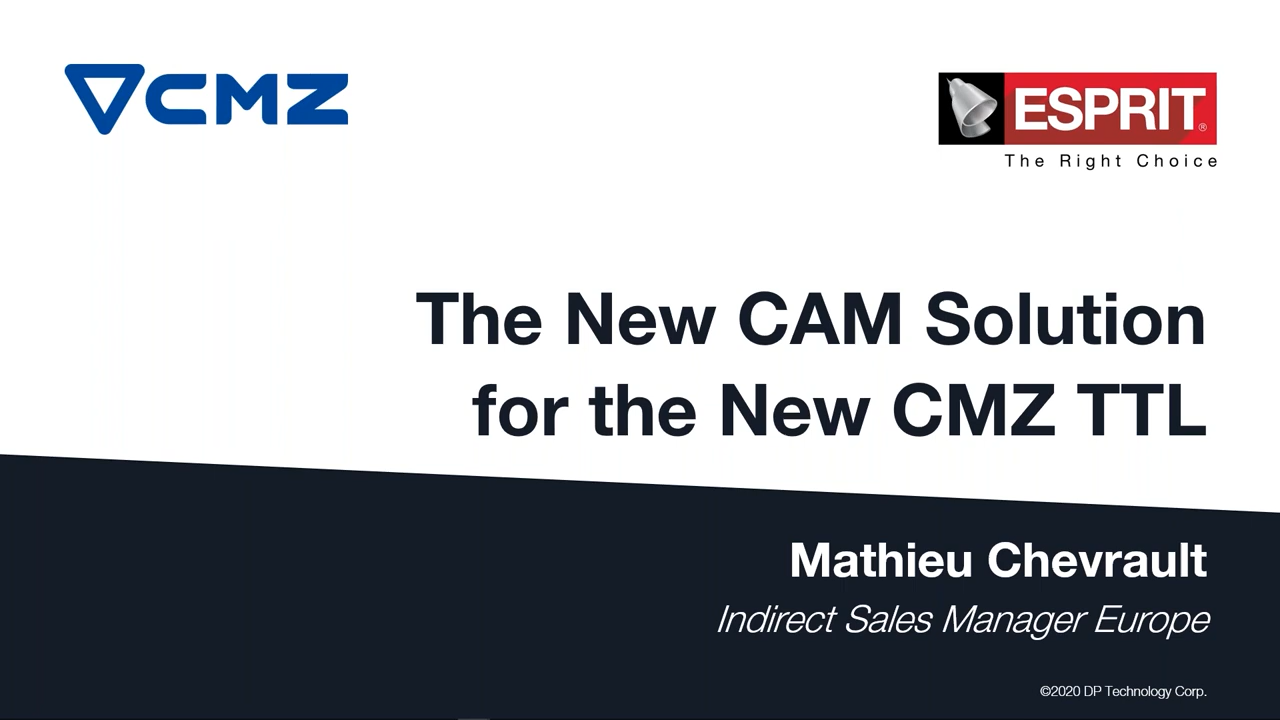 CMZ
ESPRIT®
The Right Choice
The New CAM Solution
for the New CMZ TTL
Mathieu Chevrault
Indirect Sales Manager Europe
©2020 DP Technology Corp.